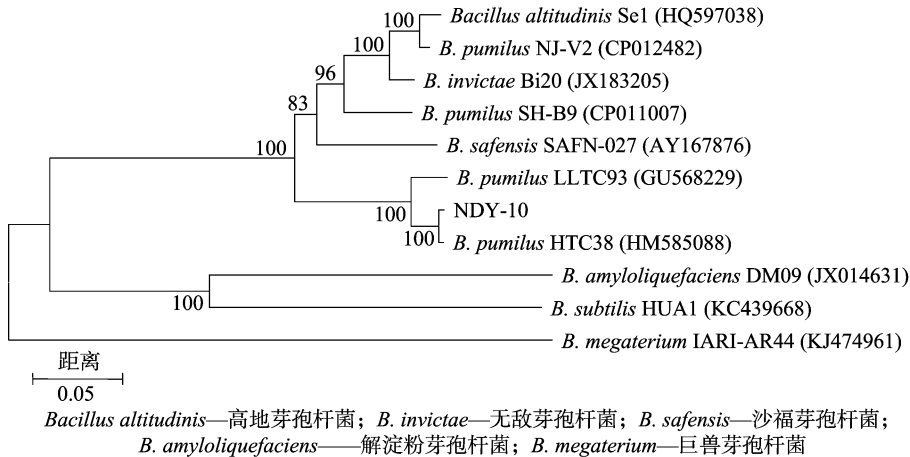 100 Bacillus altitudinis Se1 (HQ597038)
100 B. pumilus NJ-V2 (CP012482)
96 B. invictae Bi20 (JX183205)
83 B. pumilus SH-B9 (CP011007)
100 B. safensis SAFN-027 (AY167876)
B. pumilus LLTC93 (GU568229)
100 NDY-10
100 B. pumilus HTC38 (HM585088)
B. amyloliquefaciens DM09 (JX014631)
100 B. subtilis HUA1 (KC439668)
B. megaterium IARI-AR44 (KJ474961)
距离
0.05
Bacillus altitudinis—高地芽孢杆菌；B. invictae—无敌芽孢杆菌；B. safensis—沙福芽孢杆菌；
B. amyloliquefaciens——解淀粉芽孢杆菌；B. megaterium—巨兽芽孢杆菌